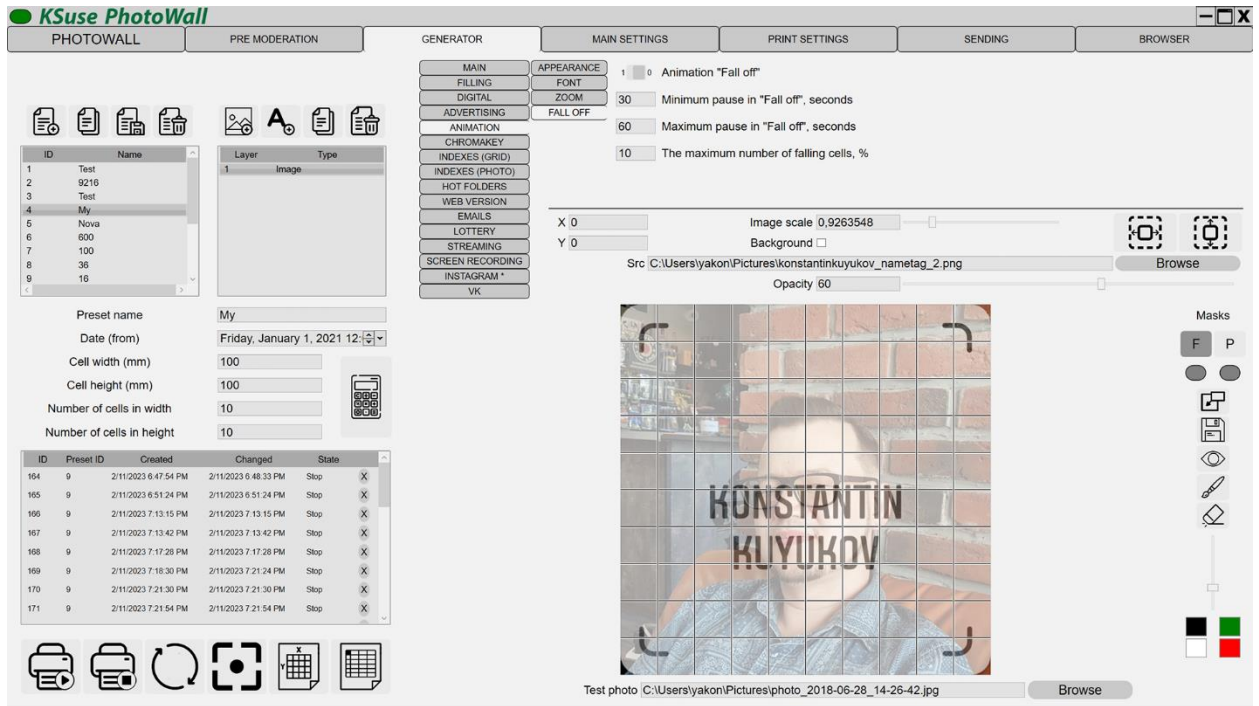 KSuse PhotoWall
PHOTOWALL PRE MODERATION GENERATOR MAIN SETTINGS PRINT SETTINGS SENDING BROWSER
ID Name
1 Test
2 9216
3 Test
4 My
5 Nova
6 600
7 100
8 36
9 16
Layer Type
1 Image
Preset name My
Date (from) Friday, January 1, 2021 12:
Cell width (mm) 100
Cell height (mm) 100
Number of cells in width 10
Number of cells in height 10
ID Preset ID Created Changed State
164 9 2/11/2023 6:47:54 PM 2/11/2023 6:48:33 PM Stop X
165 9 2/11/2023 6:51:24 PM 2/11/2023 6:51:24 PM Stop X
166 9 2/11/2023 7:13:15 PM 2/11/2023 7:13:15 PM Stop X
167 9 2/11/2023 7:13:42 PM 2/11/2023 7:13:42 PM Stop X
168 9 2/11/2023 7:17:28 PM 2/11/2023 7:17:28 PM Stop X
169 9 2/11/2023 7:18:30 PM 2/11/2023 7:21:24 PM Stop X
170 9 2/11/2023 7:21:30 PM 2/11/2023 7:21:30 PM Stop X
171 9 2/11/2023 7:21:54 PM 2/11/2023 7:21:54 PM Stop X
X
Y
MAIN
FILLING
DIGITAL
ADVERTISING
ANIMATION
CHROMAKEY
INDEXES (GRID)
INDEXES (PHOTO)
HOT FOLDERS
WEB VERSION
EMAILS
LOTTERY
STREAMING
SCREEN RECORDING
INSTAGRAM *
VK
APPEARANCE
FONT
ZOOM
FALL OFF
1 0 Animation "Fall off"
30 Minimum pause in "Fall off", seconds
60 Maximum pause in "Fall off", seconds
10 The maximum number of falling cells, %
X 0 Image scale 0,9263548
Y 0 Background
Src C:\Users\yakon\Pictures\konstantinkuyukov_nametag_2.png Browse
Opacity 60
Masks
F P
KONSTANTIN
KUYUKOV
Test photo C:\Users\yakon\Pictures\photo_2018-06-28_14-26-42.jpg Browse